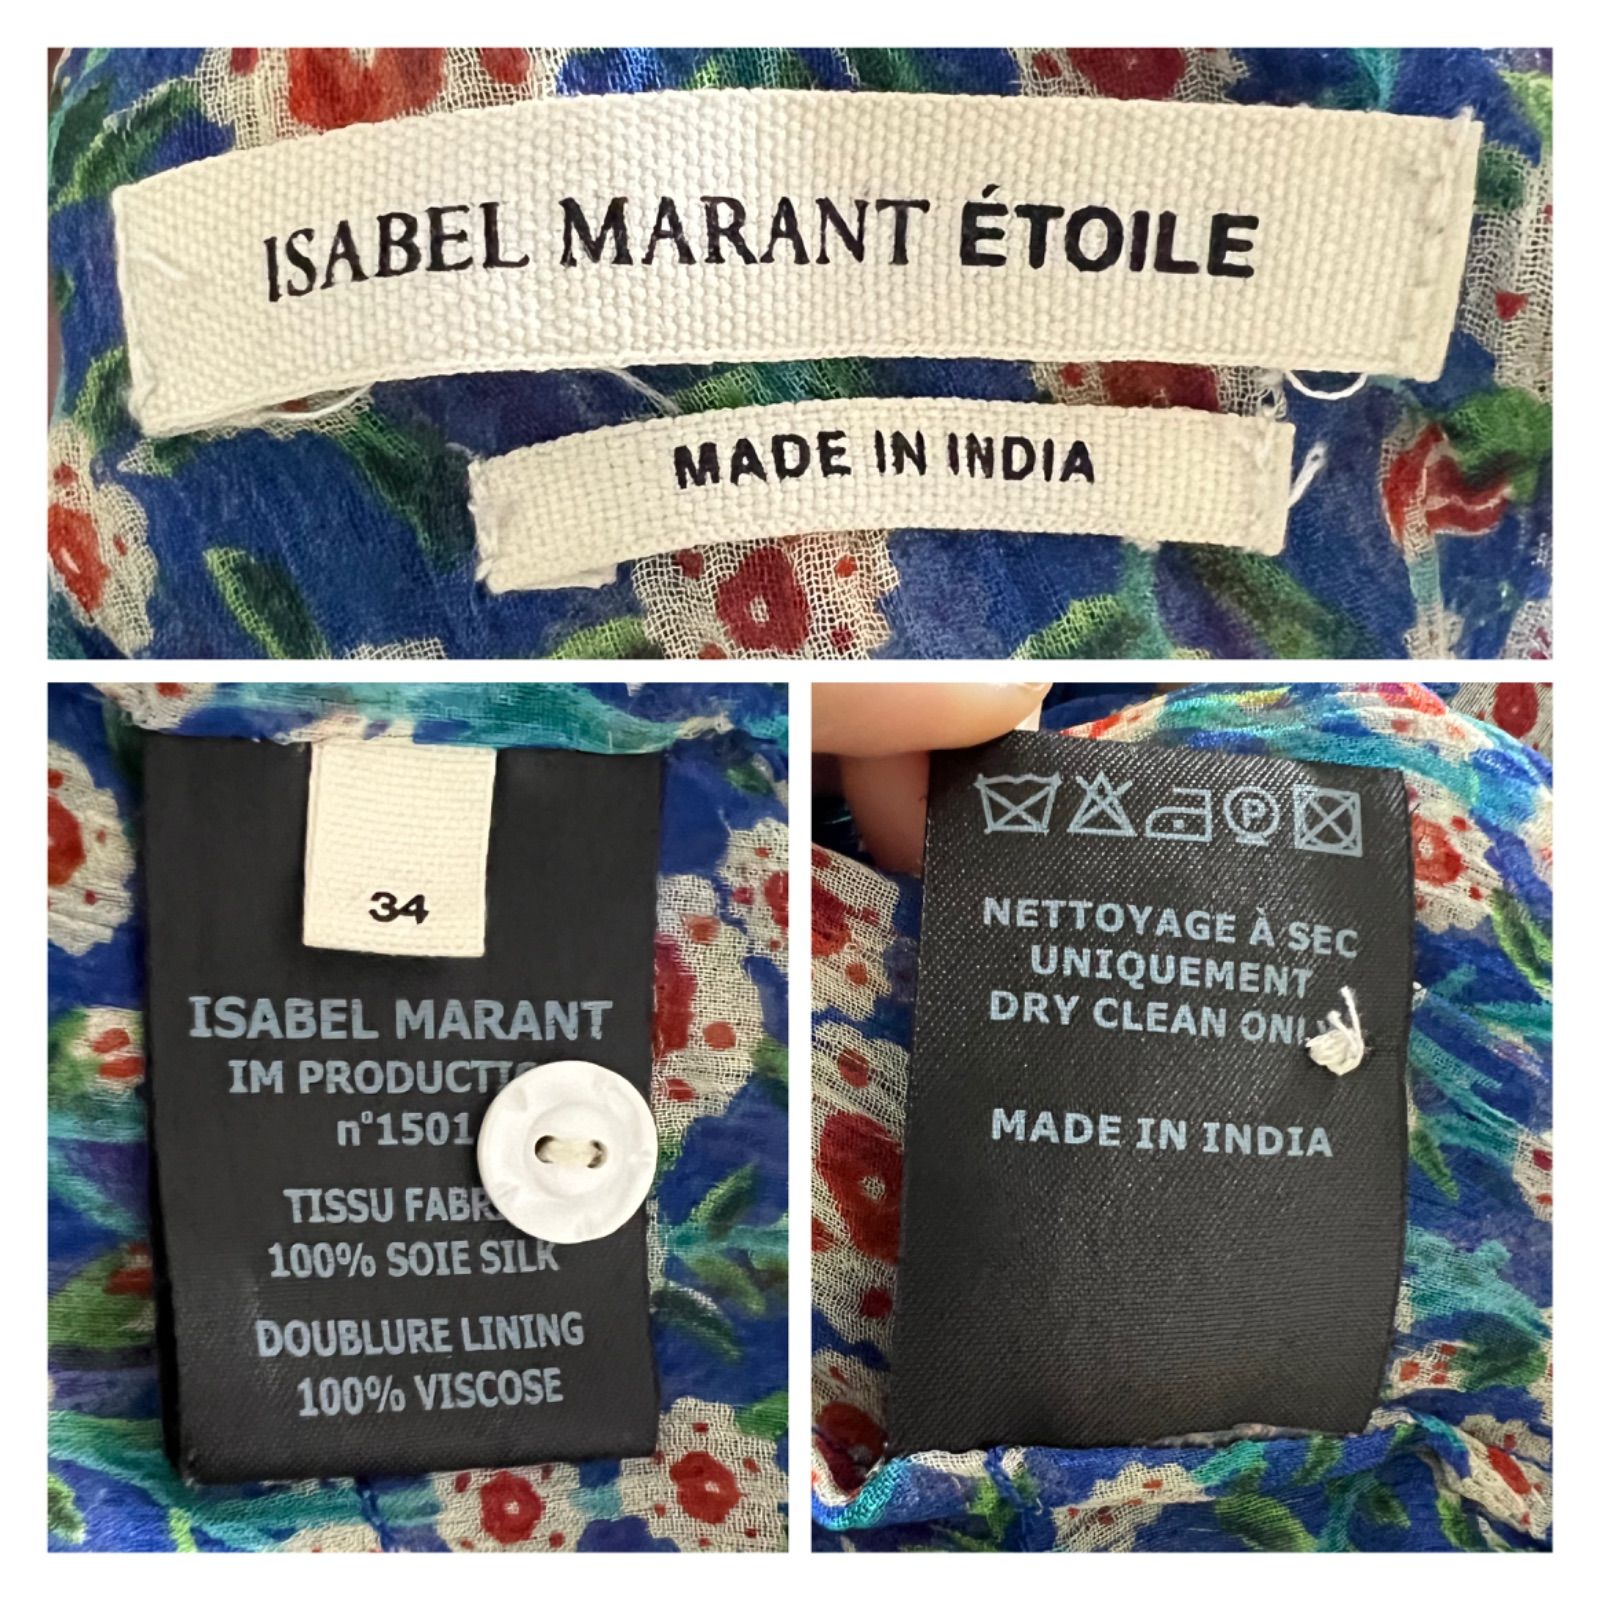 ISABEL MARANT ÉTOILE
MADE IN INDIA
34
ISABEL MARANT
IM
n°1501
TISSU
100% SOIE SILK
DOUBLURE LINING
100% VISCOSE
NETTOYAGE À SEC
UNIQUEMENT
DRY CLEAN
MADE IN INDIA